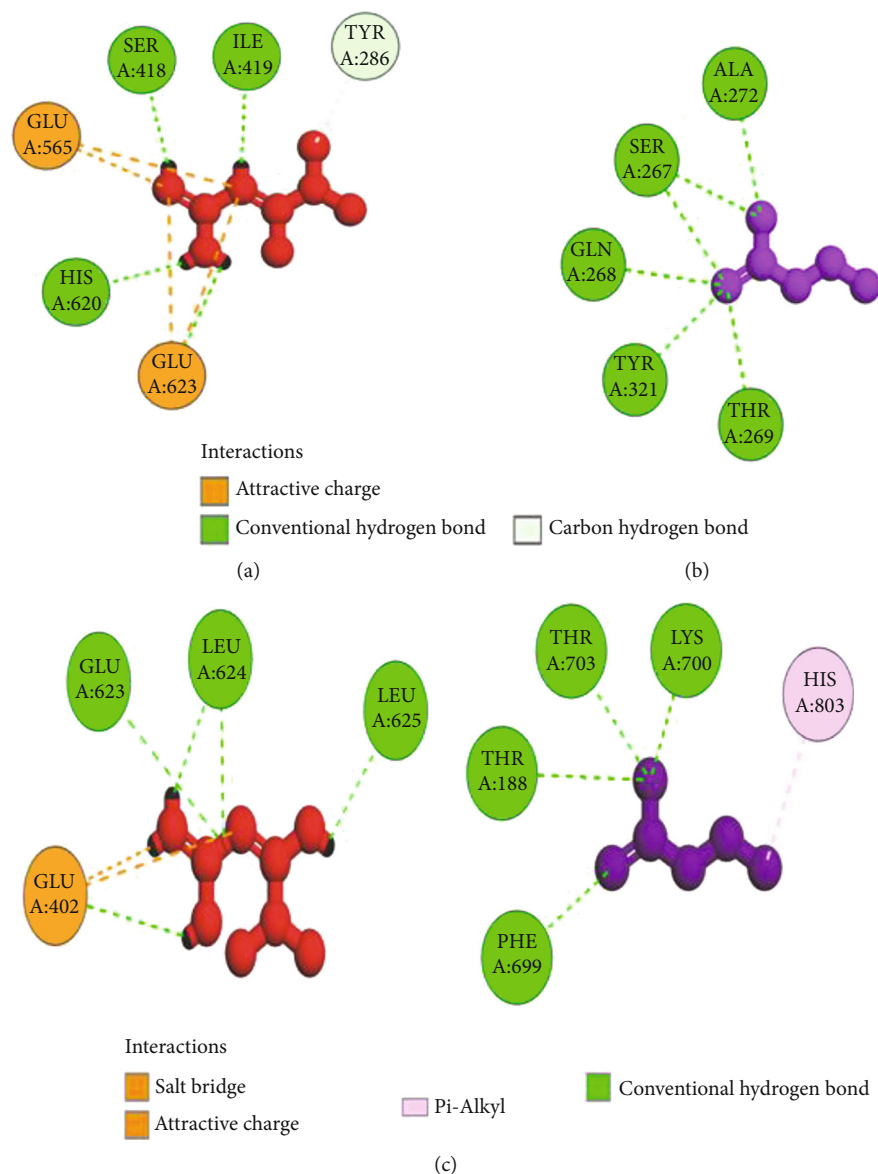 SER
A:418
ILE
A:419
TYR
A:286
GLU
A:565
HIS
A:620
GLU
A:623
ALA
A:272
SER
A:267
GLN
A:268
TYR
A:321
THR
A:269
Interactions
Attractive charge
Conventional hydrogen bond
Carbon hydrogen bond
(a)
(b)
GLU
A:623
LEU
A:624
LEU
A:625
GLU
A:402
THR
A:703
LYS
A:700
HIS
A:803
THR
A:188
PHE
A:699
Interactions
Salt bridge
Attractive charge
Pi-Alkyl
Conventional hydrogen bond
(c)